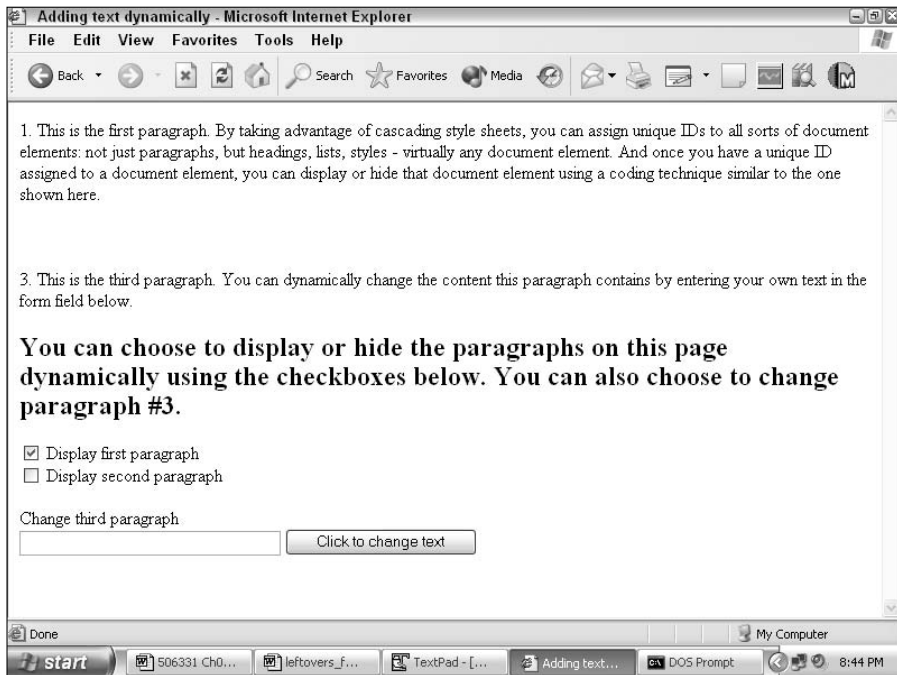 Adding text dynamically - Microsoft Internet Explorer
File Edit View Favorites Tools Help
Back Search Favorites Media
1. This is the first paragraph. By taking advantage of cascading style sheets, you can assign unique IDs to all sorts of document
elements: not just paragraphs, but headings, lists, styles - virtually any document element. And once you have a unique ID
assigned to a document element, you can display or hide that document element using a coding technique similar to the one
shown here.
3. This is the third paragraph. You can dynamically change the content this paragraph contains by entering your own text in the
form field below.
You can choose to display or hide the paragraphs on this page
dynamically using the checkboxes below. You can also choose to change
paragraph #3.
Display first paragraph
Display second paragraph
Change third paragraph
Click to change text
Done My Computer
start 506331 Ch0... leftovers_f... TextPad - [... Adding text... DOS Prompt 8:44 PM